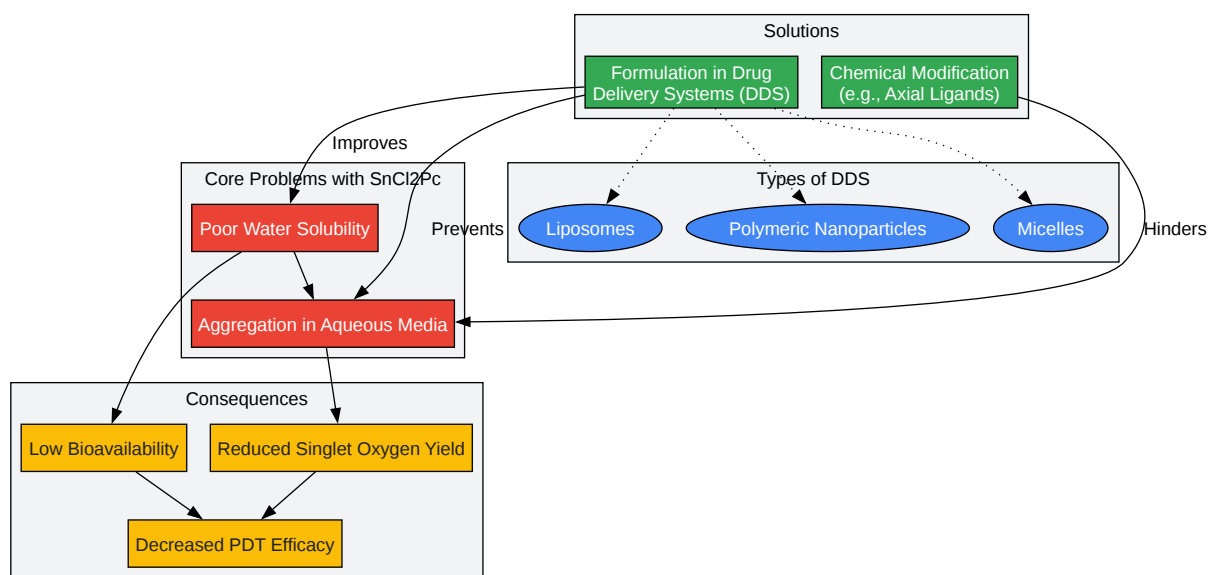 Solutions
Formulation in Drug
Delivery Systems (DDS)
Chemical Modification
(e.g., Axial Ligands)
Improves
Core Problems with SnCl2Pc
Types of DDS
Poor Water Solubility
Prevents
Liposomes
Polymeric Nanoparticles
Micelles
Hinders
Aggregation in Aqueous Media
Consequences
Low Bioavailability
Reduced Singlet Oxygen Yield
Decreased PDT Efficacy